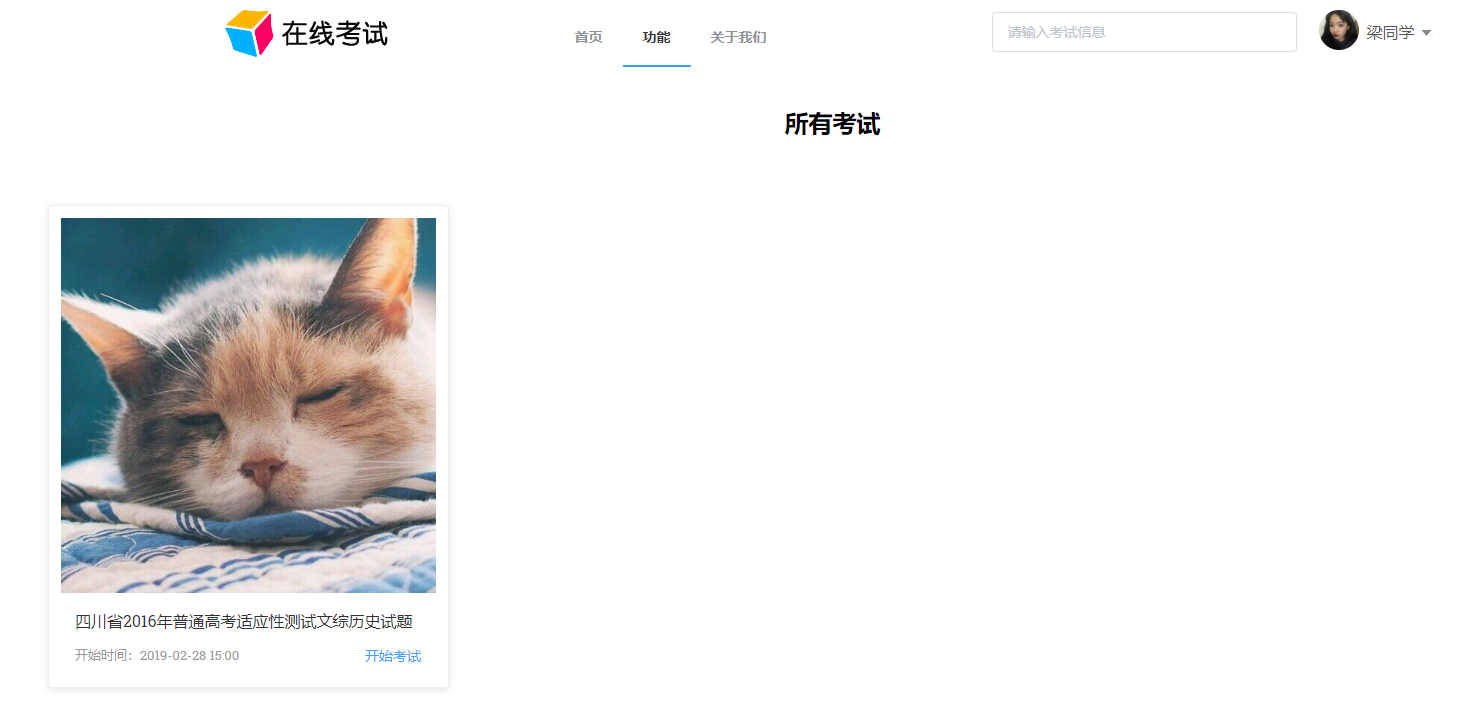 在线考试
首页
功能
关于我们
请输入考试信息
梁同学
所有考试
四川省2016年普通高考适应性测试文综历史试题
开始时间：2019-02-28 15:00
开始考试